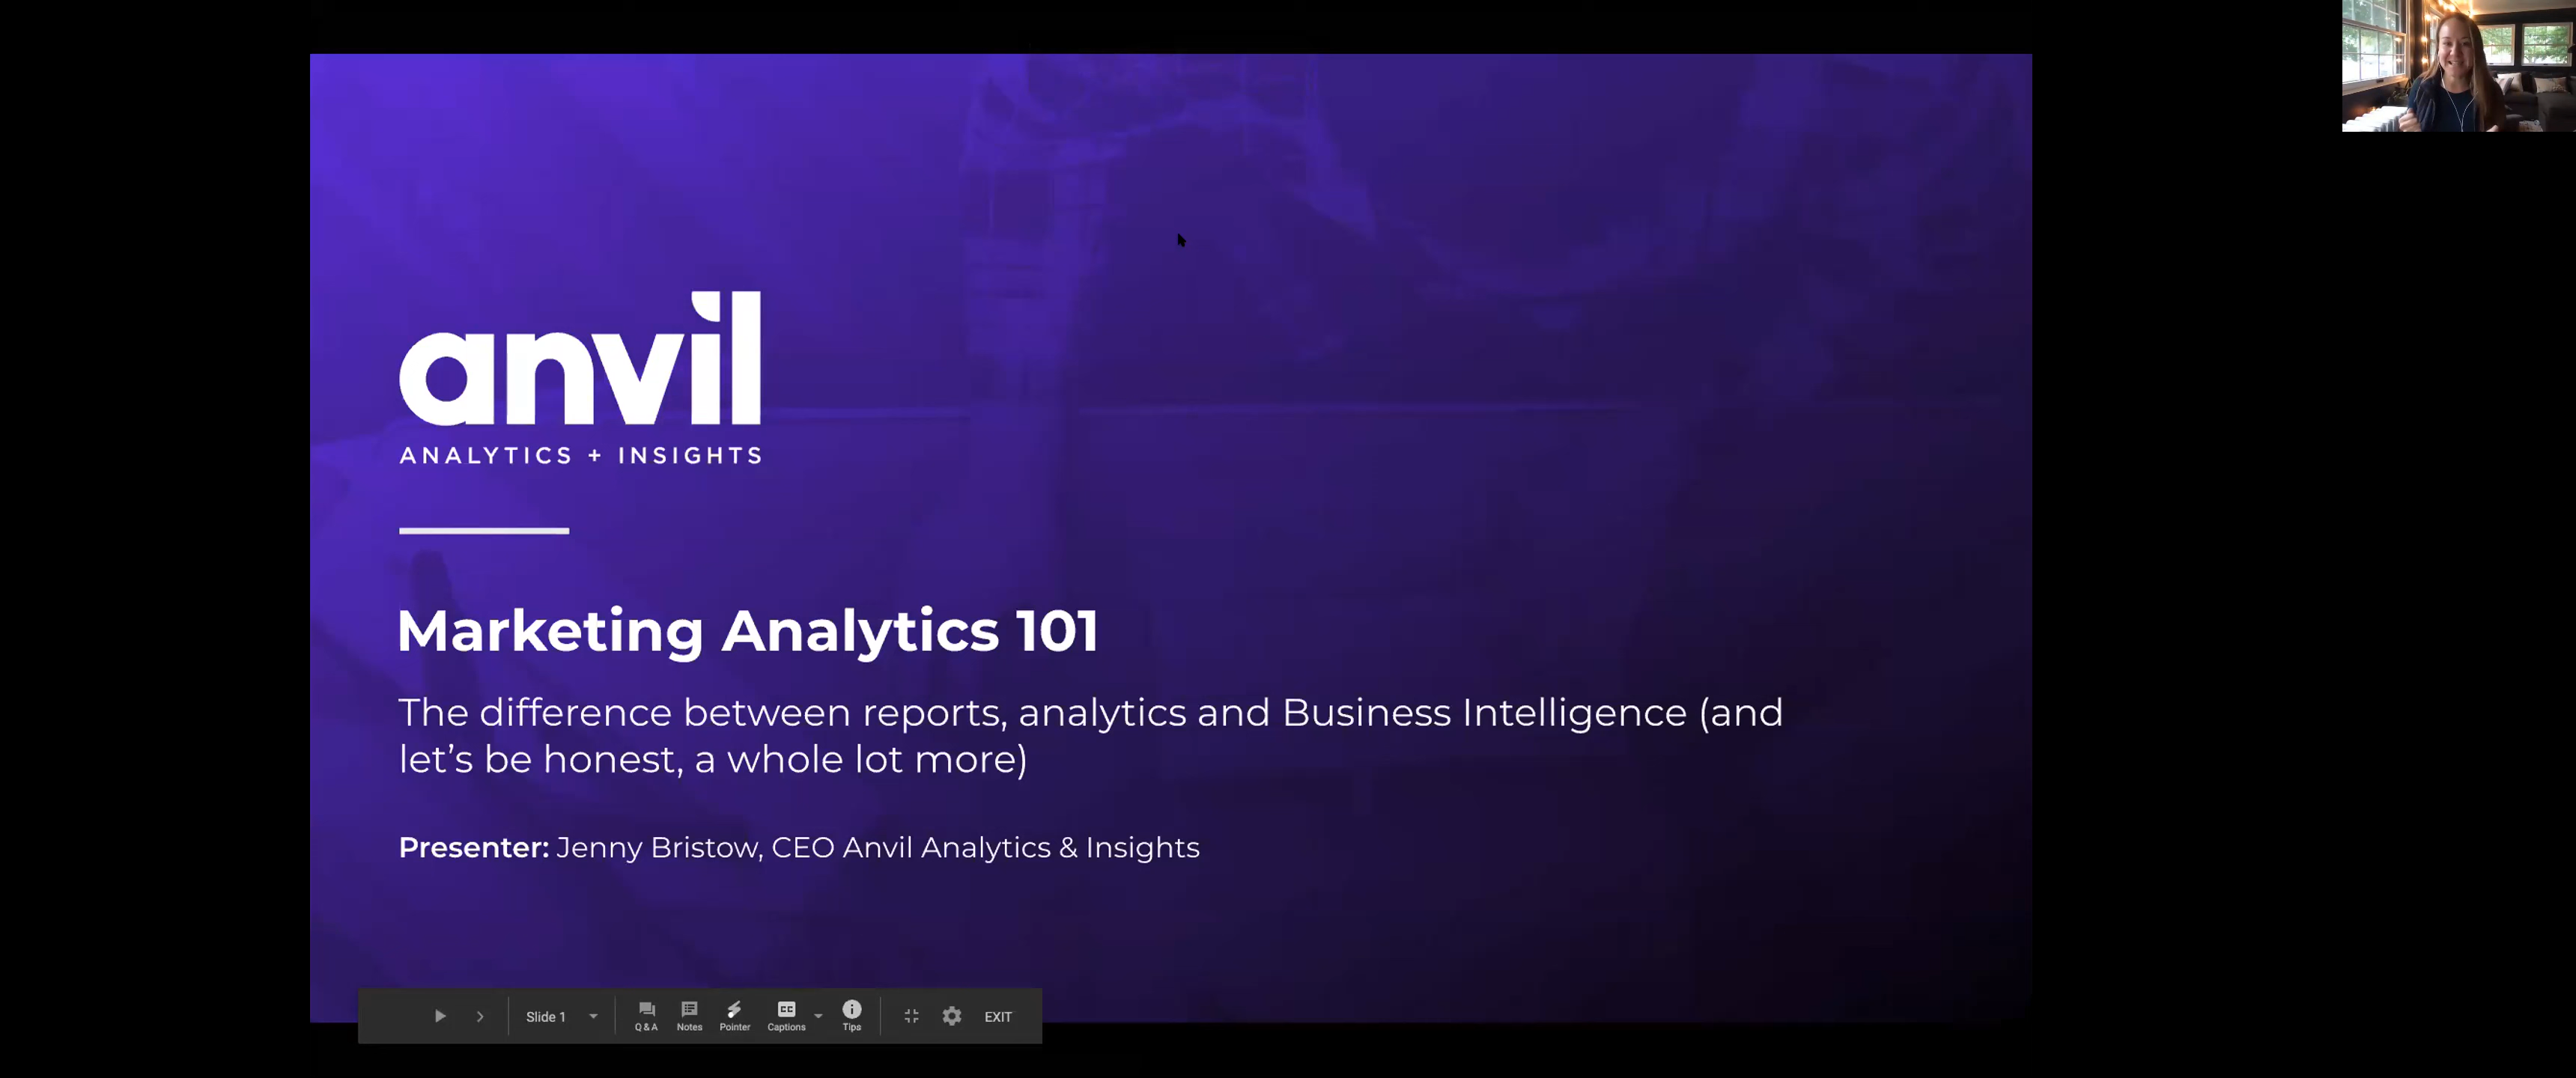 anvil
ANALYTICS + INSIGHTS
Marketing Analytics 101
The difference between reports, analytics and Business Intelligence (and
let’s be honest, a whole lot more)
Presenter: Jenny Bristow, CEO Anvil Analytics & Insights
Slide 1
Q & A
Notes
Pointer
CC
Captions
Tips
EXIT